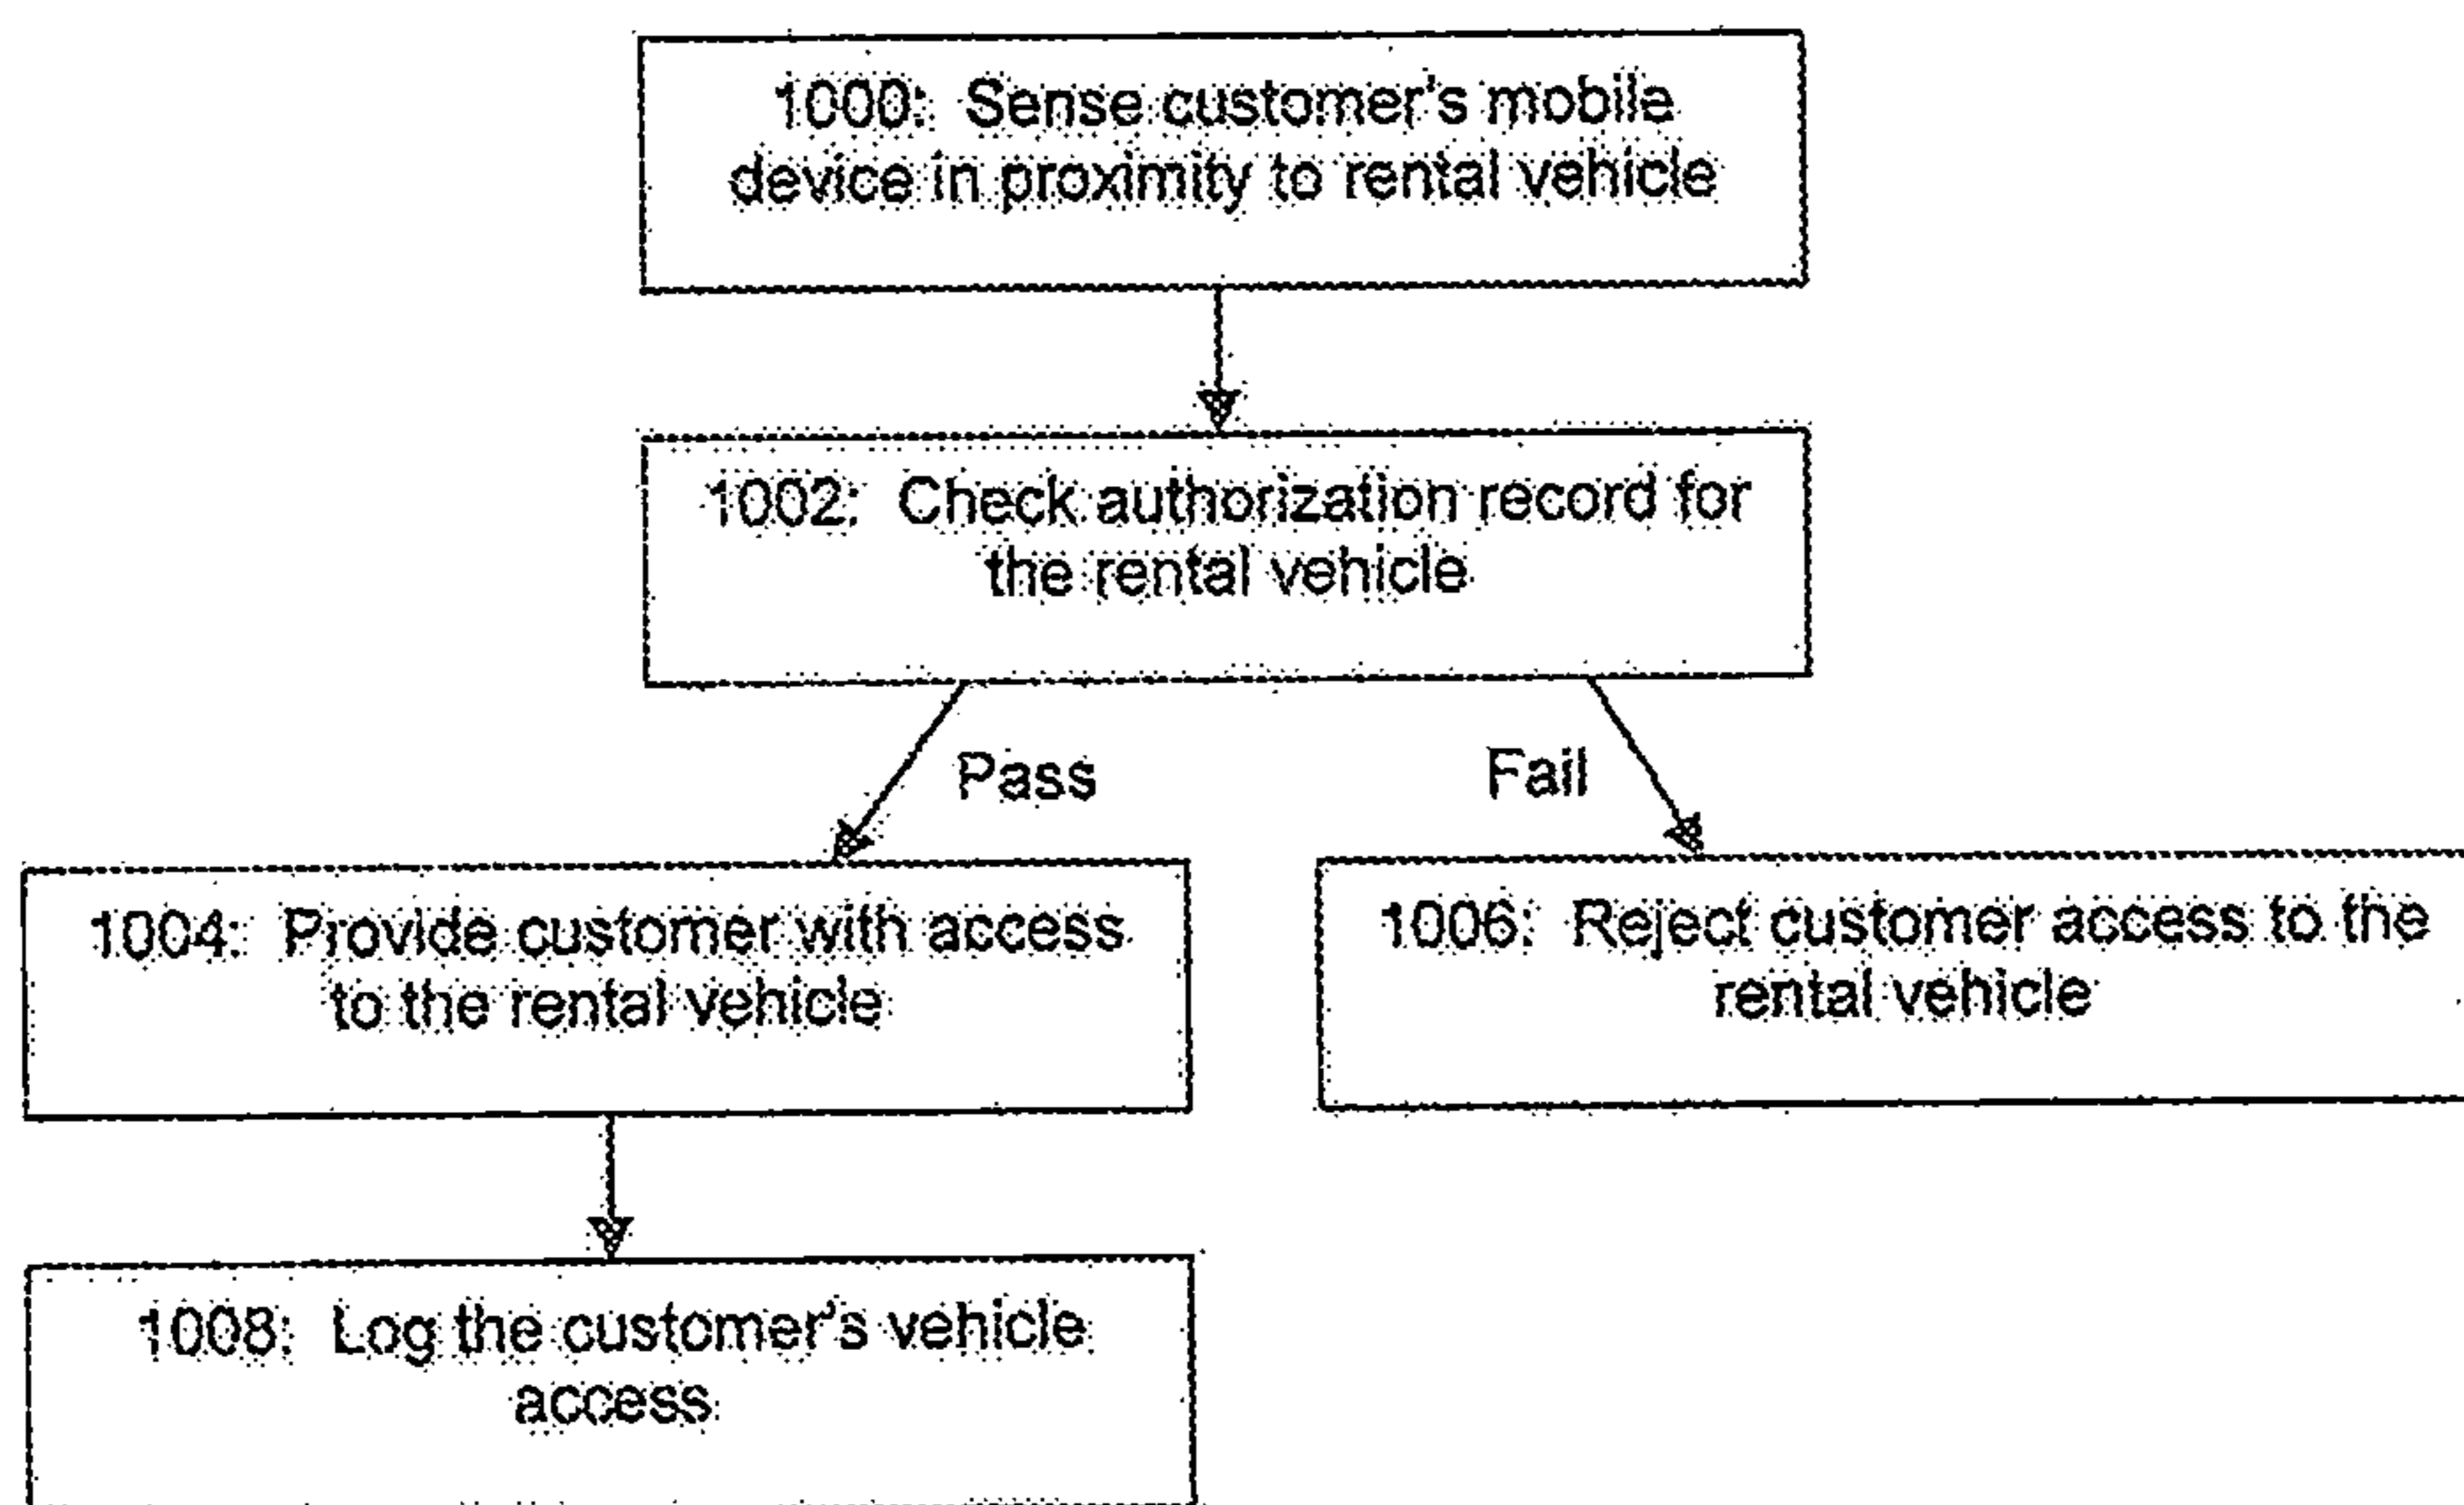 1000: Sense customer's mobile
device in proximity to rental vehicle
1002: Check authorization record for
the rental vehicle
Pass
Fail
1004: Provide customer with access
to the rental vehicle
1006: Reject customer access to the
rental vehicle
1008: Log the customer's vehicle
access